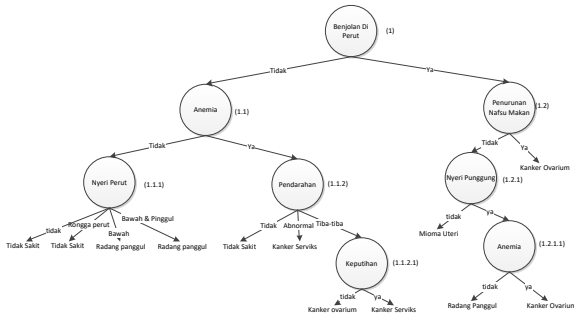 Benjolan Di
Perut
(1)
Tidak
Ya
Anemia
(1.1)
Penurunan
Nafsu Makan
(1.2)
Tidak
Ya
Tidak
Ya
Kanker Ovarium
Nyeri Perut
(1.1.1)
Pendarahan
(1.1.2)
Nyeri Punggung
(1.2.1)
tidak
Rongga perut
Bawah
Bawah & Pinggul
Tidak
Abnormal
Tiba-tiba
tidak
ya
Tidak Sakit
Tidak Sakit
Radang panggul
Radang panggul
Tidak Sakit
Kanker Serviks
Mioma Uteri
Keputihan
(1.1.2.1)
Anemia
(1.2.1.1)
tidak
ya
tidak
ya
Kanker ovarium
Kanker Serviks
Radang Panggul
Kanker Ovarium